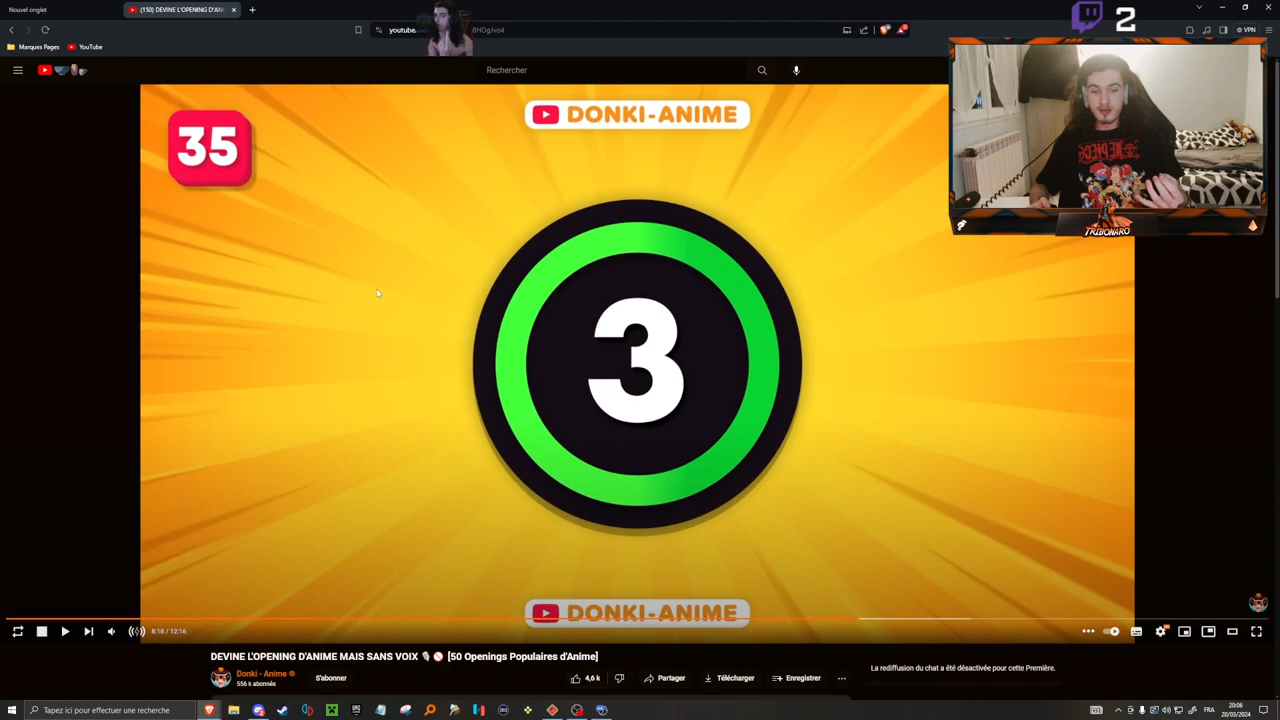 Nouvel onglet
(150) DEVINE L'OPENING D'ANI
2
youtube.
8HOgJvo4
VPN
Marques Pages
YouTube
Rechercher
35
DONKI-ANIME
TRIBONARO
3
DONKI-ANIME
8:18 / 12:16
DEVINE L'OPENING D'ANIME MAIS SANS VOIX 🎙️🚫 [50 Openings Populaires d'Anime]
Donki - Anime
556 k abonnés
S'abonner
4,6 k
Partager
Télécharger
Enregistrer
La rediffusion du chat a été désactivée pour cette Première.
Tapez ici pour effectuer une recherche
FRA
20:06
20/03/2024